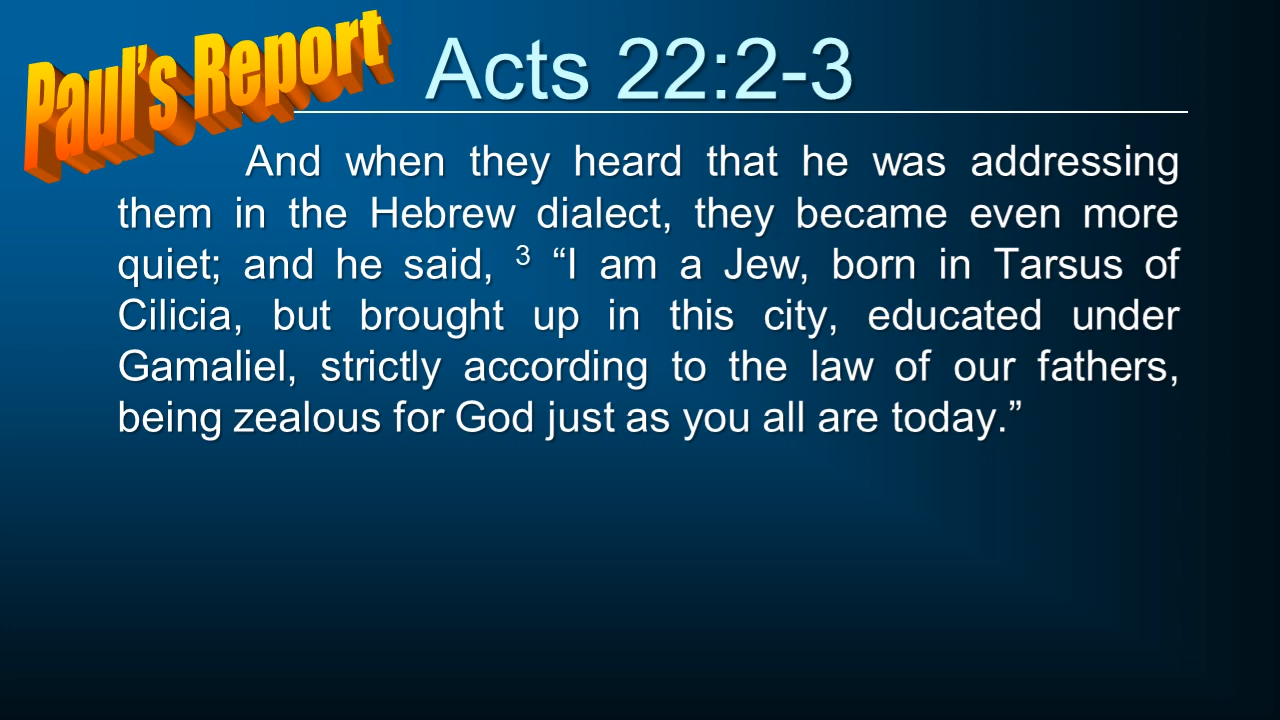 Paul's Report
Acts 22:2-3
And when they heard that he was addressing
them in the Hebrew dialect, they became even more
quiet; and he said, 3 “I am a Jew, born in Tarsus of
Cilicia, but brought up in this city, educated under
Gamaliel, strictly according to the law of our fathers,
being zealous for God just as you all are today.”